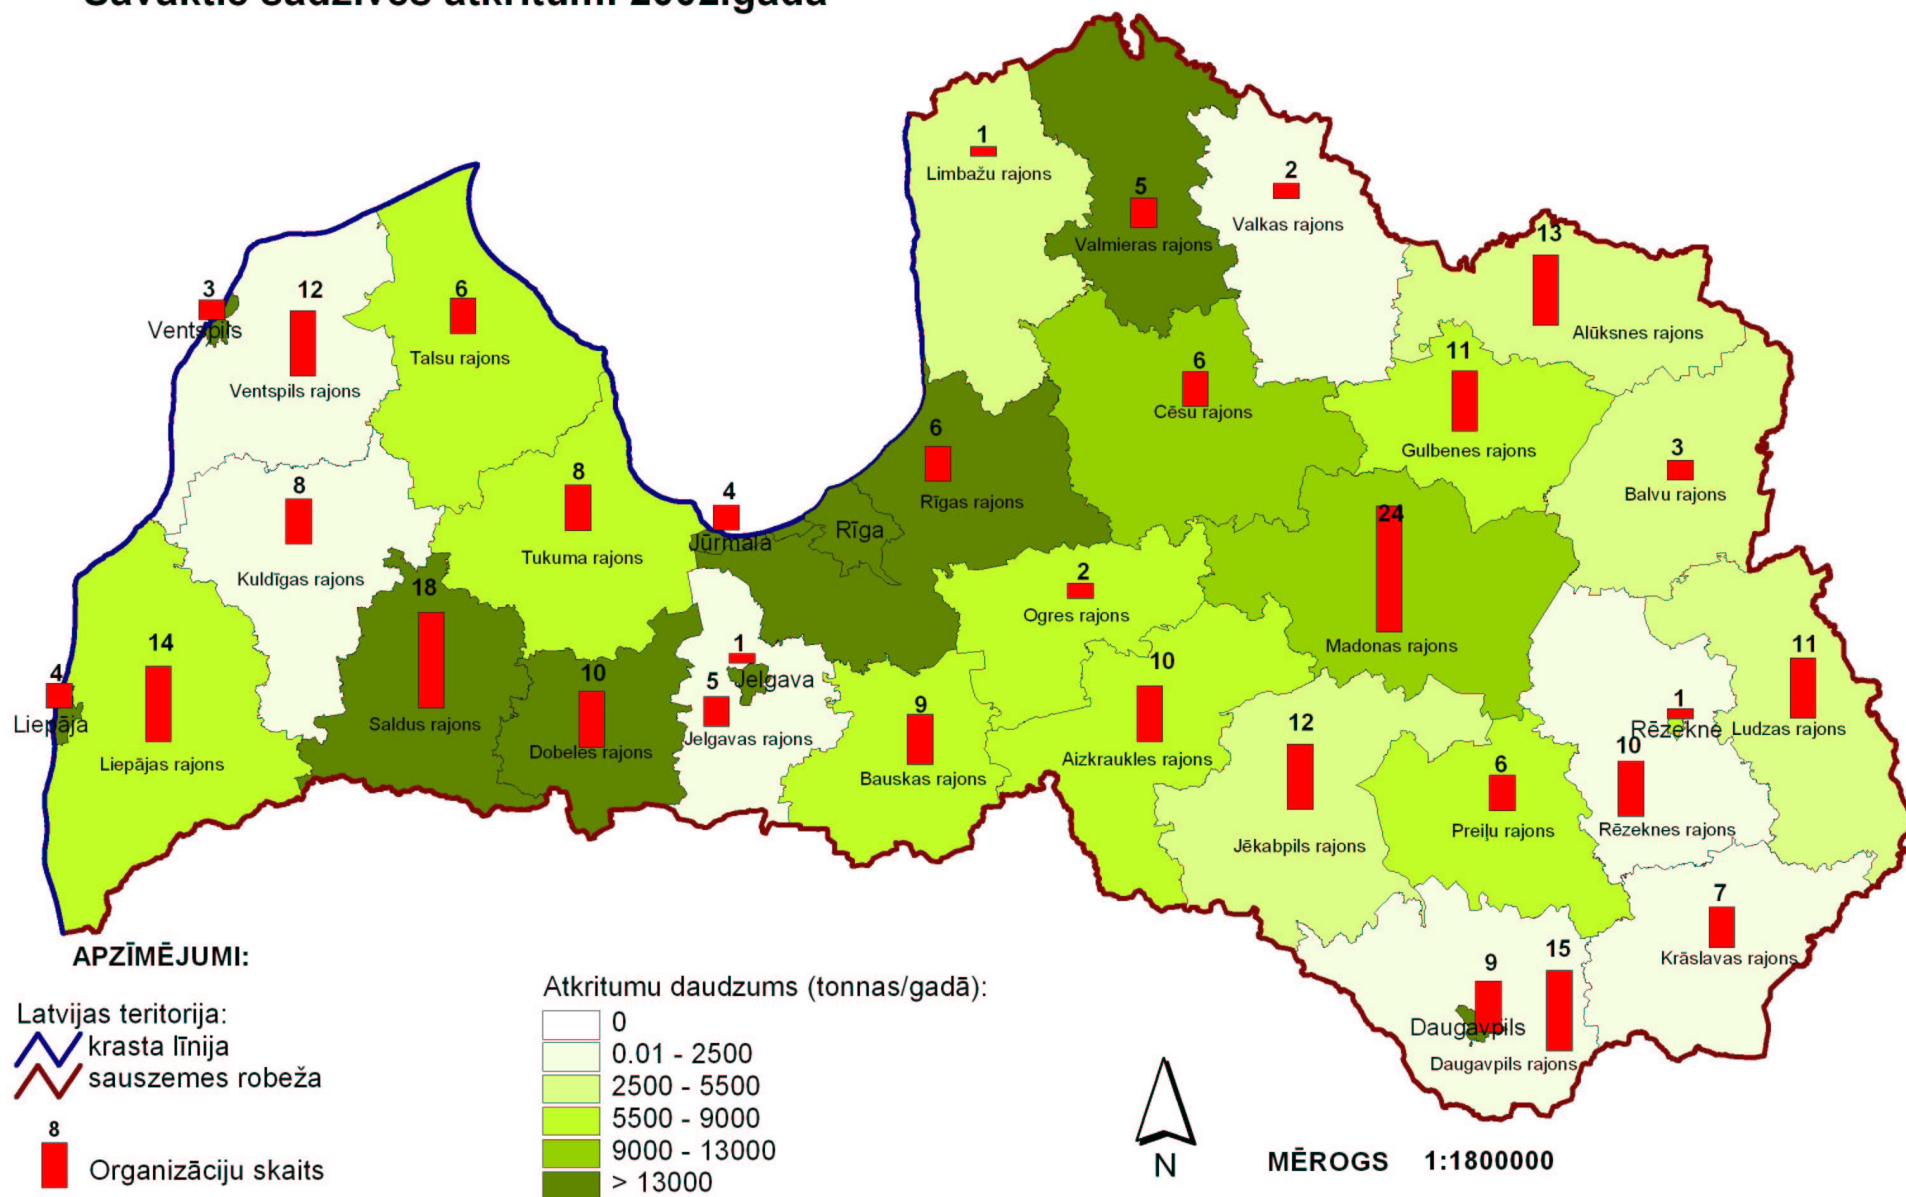 Savāktie sadzīves atkritumi 2002.gadā
1
Limbažu rajons
5
Valmieras rajons
2
Valkas rajons
13
Alūksnes rajons
3
Ventspils
12
Ventspils rajons
6
Talsu rajons
6
Cēsu rajons
11
Gulbenes rajons
3
Balvu rajons
8
Kuldīgas rajons
8
Tukuma rajons
4
Jūrmala
Rīga
6
Rīgas rajons
24
Madonas rajons
2
Ogres rajons
14
Liepājas rajons
4
Liepāja
18
Saldus rajons
10
Dobeles rajons
1
Jelgava
5
Jelgavas rajons
9
Bauskas rajons
10
Aizkraukles rajons
12
Jēkabpils rajons
6
Preiļu rajons
1
Rēzekne
10
Rēzeknes rajons
11
Ludzas rajons
7
Krāslavas rajons
9
Daugavpils
15
Daugavpils rajons
APZĪMĒJUMI:
Latvijas teritorija:
krasta līnija
sauszemes robeža
8
Organizāciju skaits
Atkritumu daudzums (tonnas/gadā):
0
0.01 - 2500
2500 - 5500
5500 - 9000
9000 - 13000
> 13000
N
MĒROGS 1:1800000